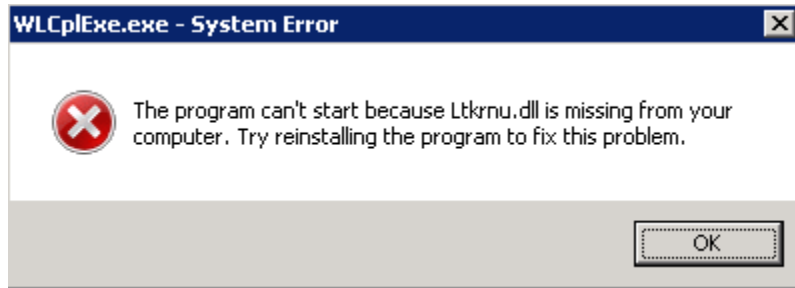 WLCplExe.exe - System Error
The program can't start because Ltkrnu.dll is missing from your
computer. Try reinstalling the program to fix this problem.
OK